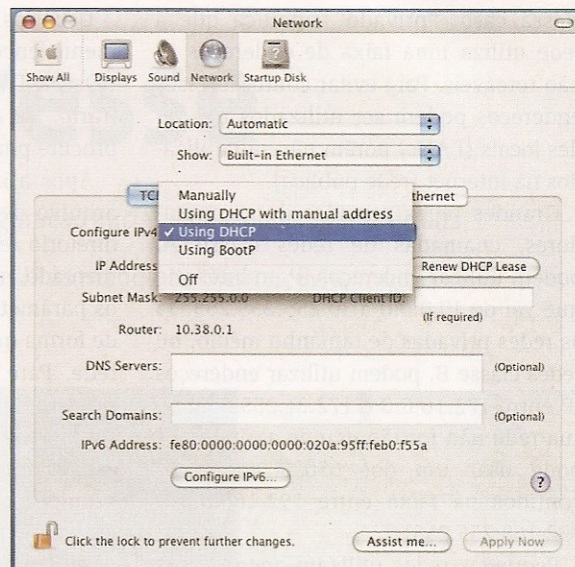 Network
Show All Displays Sound Network Startup Disk
Location: Automatic
Show: Built-in Ethernet
Manually
Using DHCP with manual address
Configure IPv4 ✓ Using DHCP
Using BootP
IP Address
Off
Renew DHCP Lease
Subnet Mask: 255.255.0.0 DHCP Client ID:
(If required)
Router: 10.38.0.1
DNS Servers: (Optional)
Search Domains: (Optional)
IPv6 Address: fe80:0000:0000:0000:020a:95ff:feb0:f55a
Configure IPv6... ?
Click the lock to prevent further changes. Assist me... Apply Now